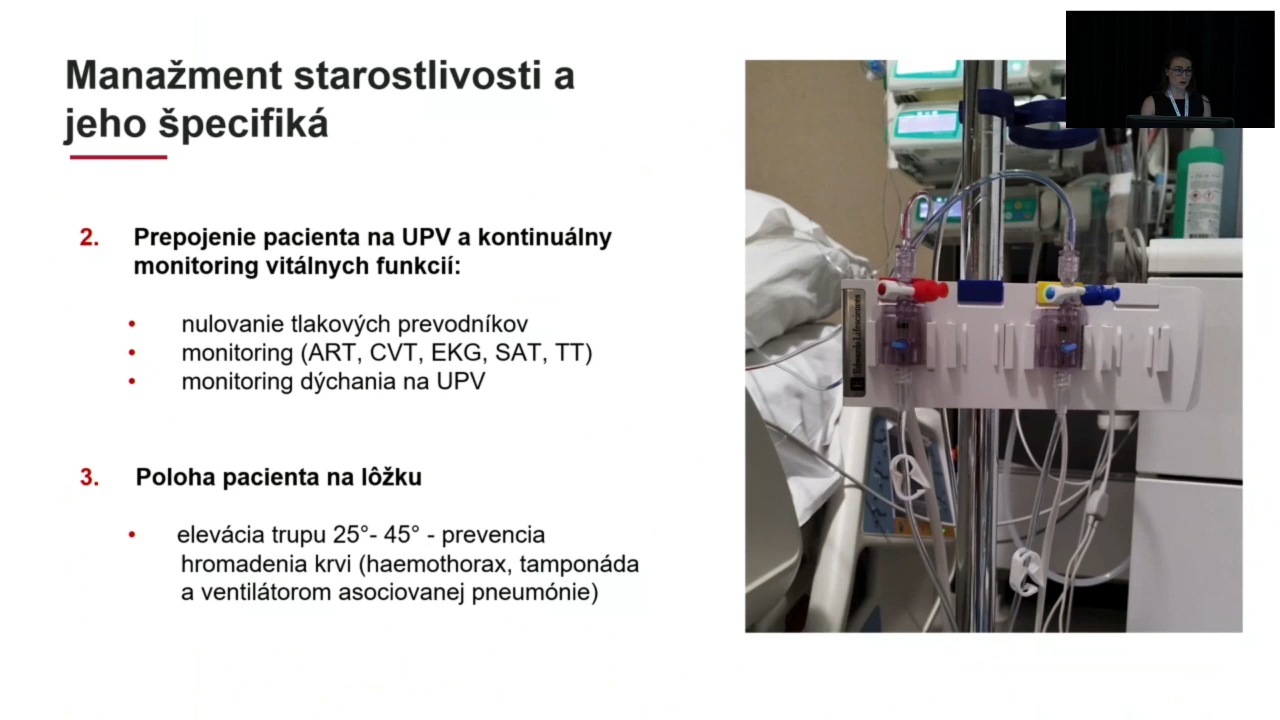 Manažment starostlivosti a
jeho špecifiká
2. Prepojenie pacienta na UPV a kontinuálny
monitoring vitálnych funkcií:
• nulovanie tlakových prevodníkov
• monitoring (ART, CVT, EKG, SAT, TT)
• monitoring dýchania na UPV
3. Poloha pacienta na lôžku
• elevácia trupu 25°- 45° - prevencia
hromadenia krvi (haemothorax, tamponáda
a ventilátorom asociovanej pneumónie)
Edwards Lifesciences